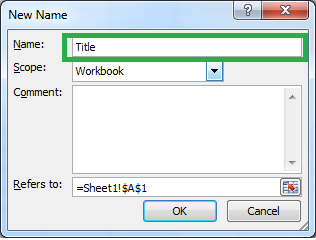 New Name
Name: Title
Scope: Workbook
Comment:
Refers to: =Sheet1!$A$1
OK Cancel